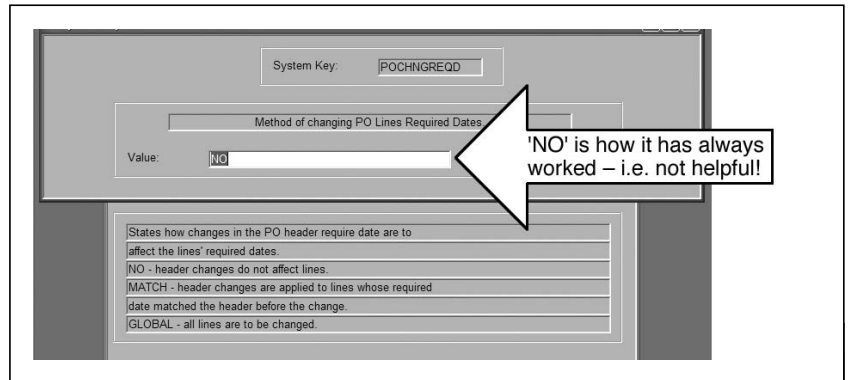 System Key: POCHNGREQD
Method of changing PO Lines Required Dates
'NO' is how it has always
Value: NO
worked – i.e. not helpful!
States how changes in the PO header require date are to
affect the lines' required dates.
NO - header changes do not affect lines.
MATCH - header changes are applied to lines whose required
date matched the header before the change.
GLOBAL - all lines are to be changed.